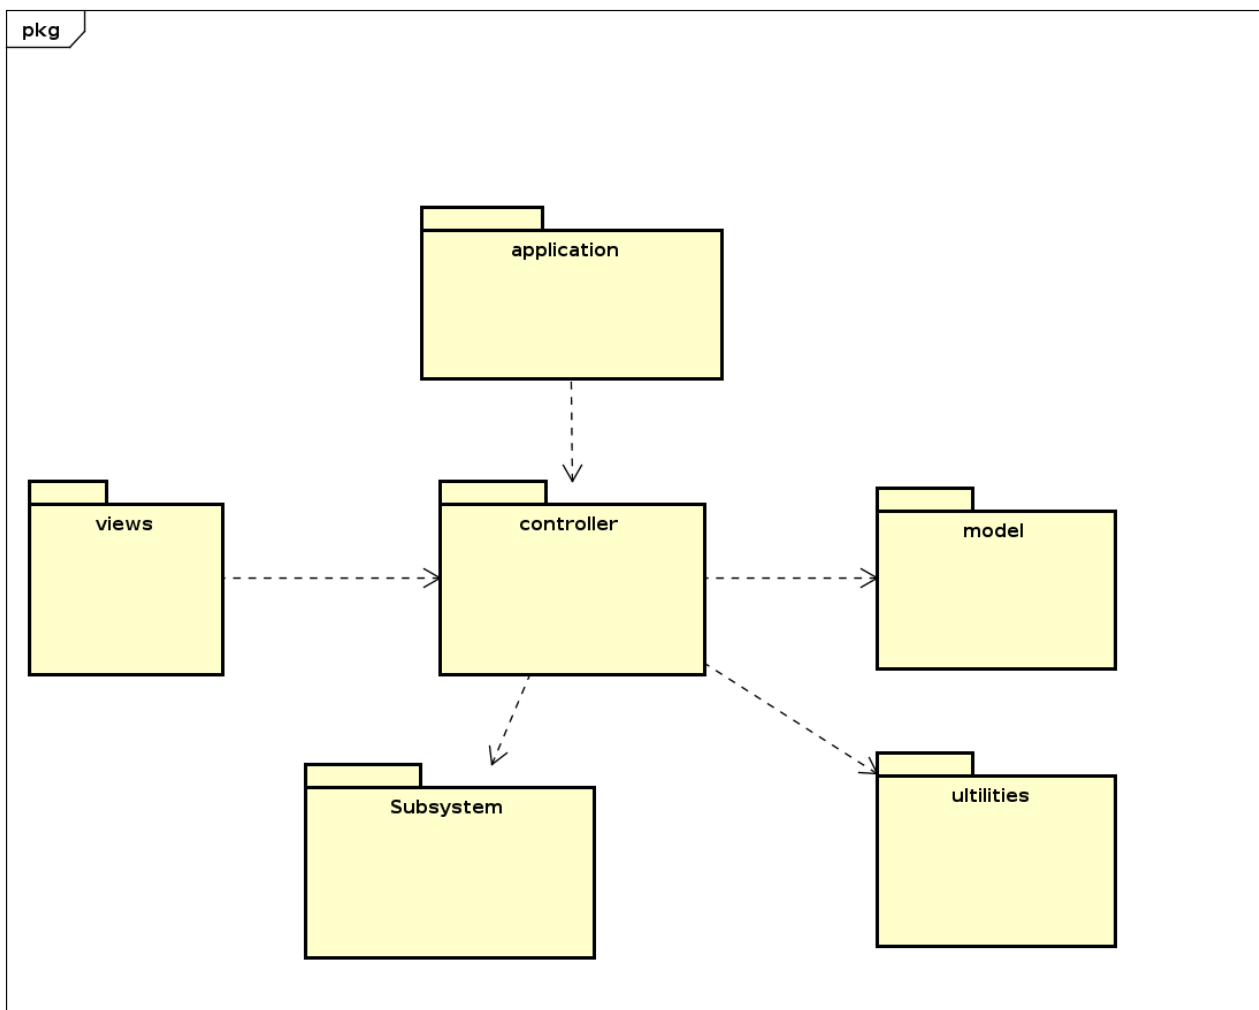 pkg
application
views
controller
model
Subsystem
ultilities